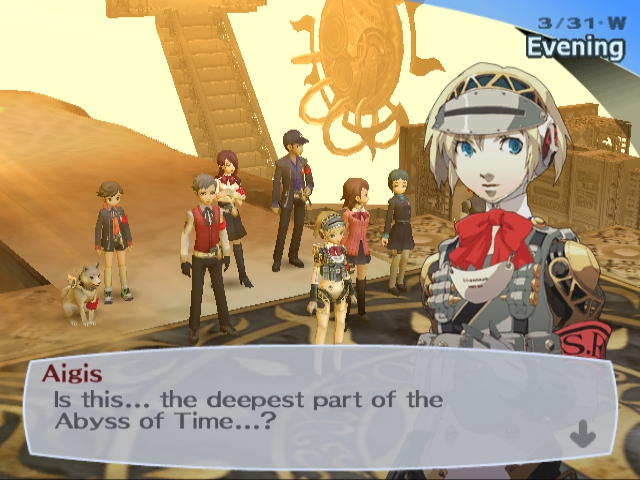 3/31・W
Evening
Aigis
Is this... the deepest part of the
Abyss of Time...?
S.